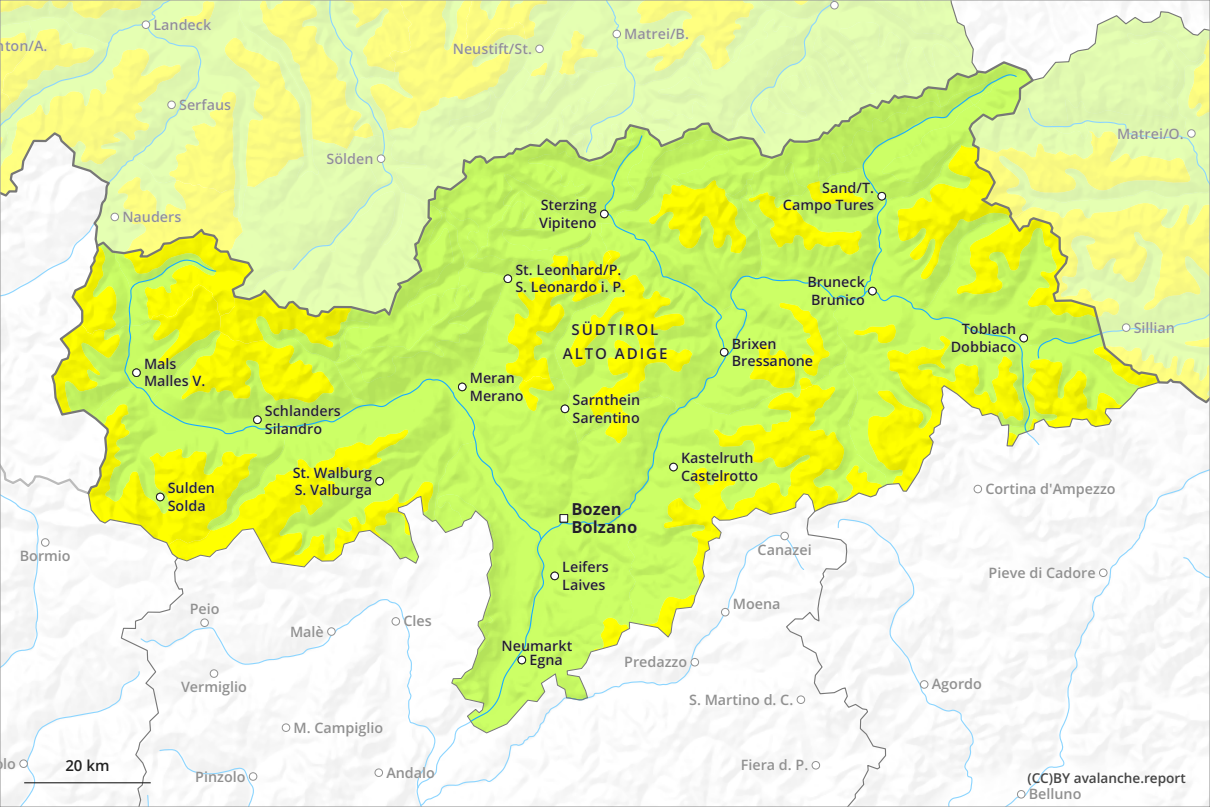 Landeck
Matrei/B.
nton/A.
Neustift/St.
Serfaus
Matrei/O.
Sölden
Sand/T.
Campo Tures
Sterzing
Vipiteno
Nauders
St. Leonhard/P.
S. Leonardo i. P.
Bruneck
Brunico
SÜDTIROL
ALTO ADIGE
Toblach
Dobbiaco
Sillian
Brixen
Bressanone
Mals
Malles V.
Meran
Merano
Sarnthein
Sarentino
Schlanders
Silandro
Kastelruth
Castelrotto
St. Walburg
S. Valburga
Sulden
Solda
Cortina d'Ampezzo
Bozen
Bolzano
Bormio
Canazei
Leifers
Laives
Pieve di Cadore
Peio
Moena
Cles
Malè
Neumarkt
Egna
Predazzo
Vermiglio
Agordo
S. Martino d. C.
M. Campiglio
olo
20 km
Pinzolo
Andalo
Fiera d. P.
(CC)BY avalanche.report
Belluno